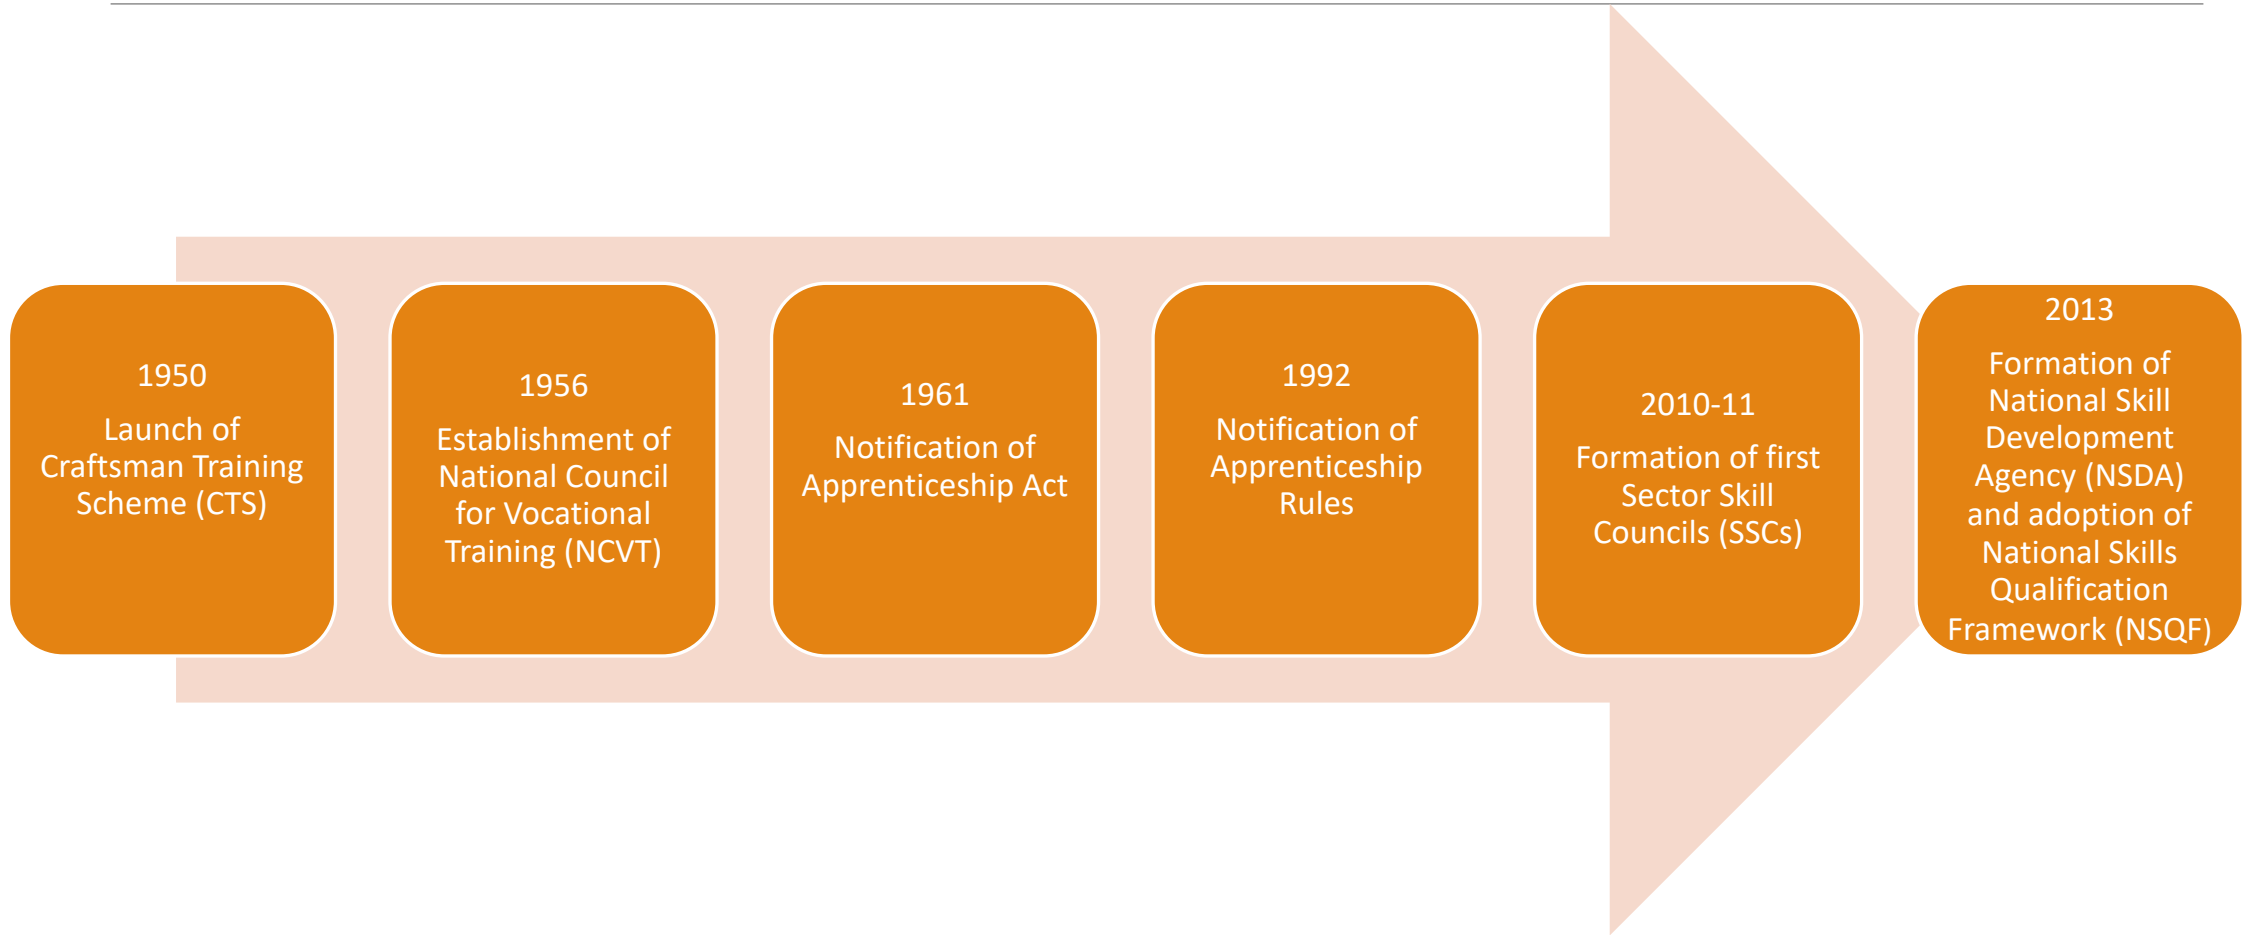 1950
Launch of
Craftsman Training
Scheme (CTS)
1956
Establishment of
National Council
for Vocational
Training (NCVT)
1961
Notification of
Apprenticeship Act
1992
Notification of
Apprenticeship
Rules
2010-11
Formation of first
Sector Skill
Councils (SSCs)
2013
Formation of
National Skill
Development
Agency (NSDA)
and adoption of
National Skills
Qualification
Framework (NSQF)